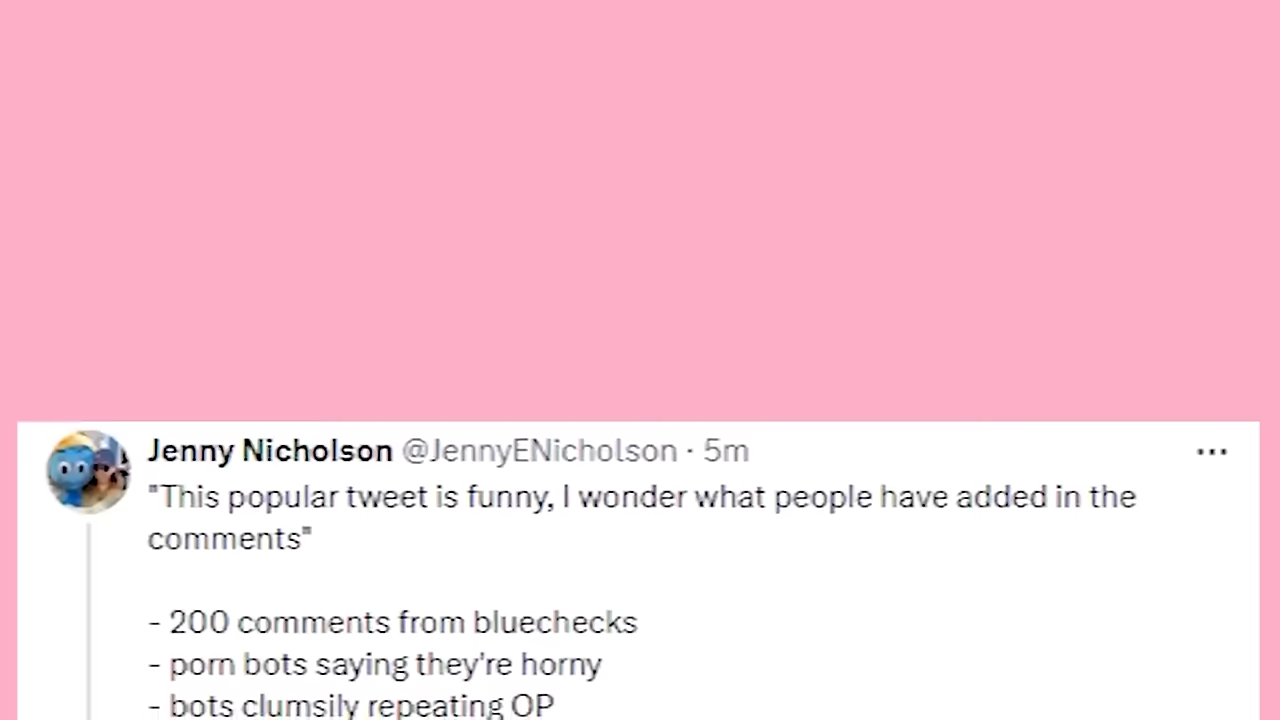 Jenny Nicholson @JennyENicholson · 5m ...
"This popular tweet is funny, I wonder what people have added in the
comments"
- 200 comments from bluechecks
- porn bots saying they're horny
- bots clumsily repeating OP